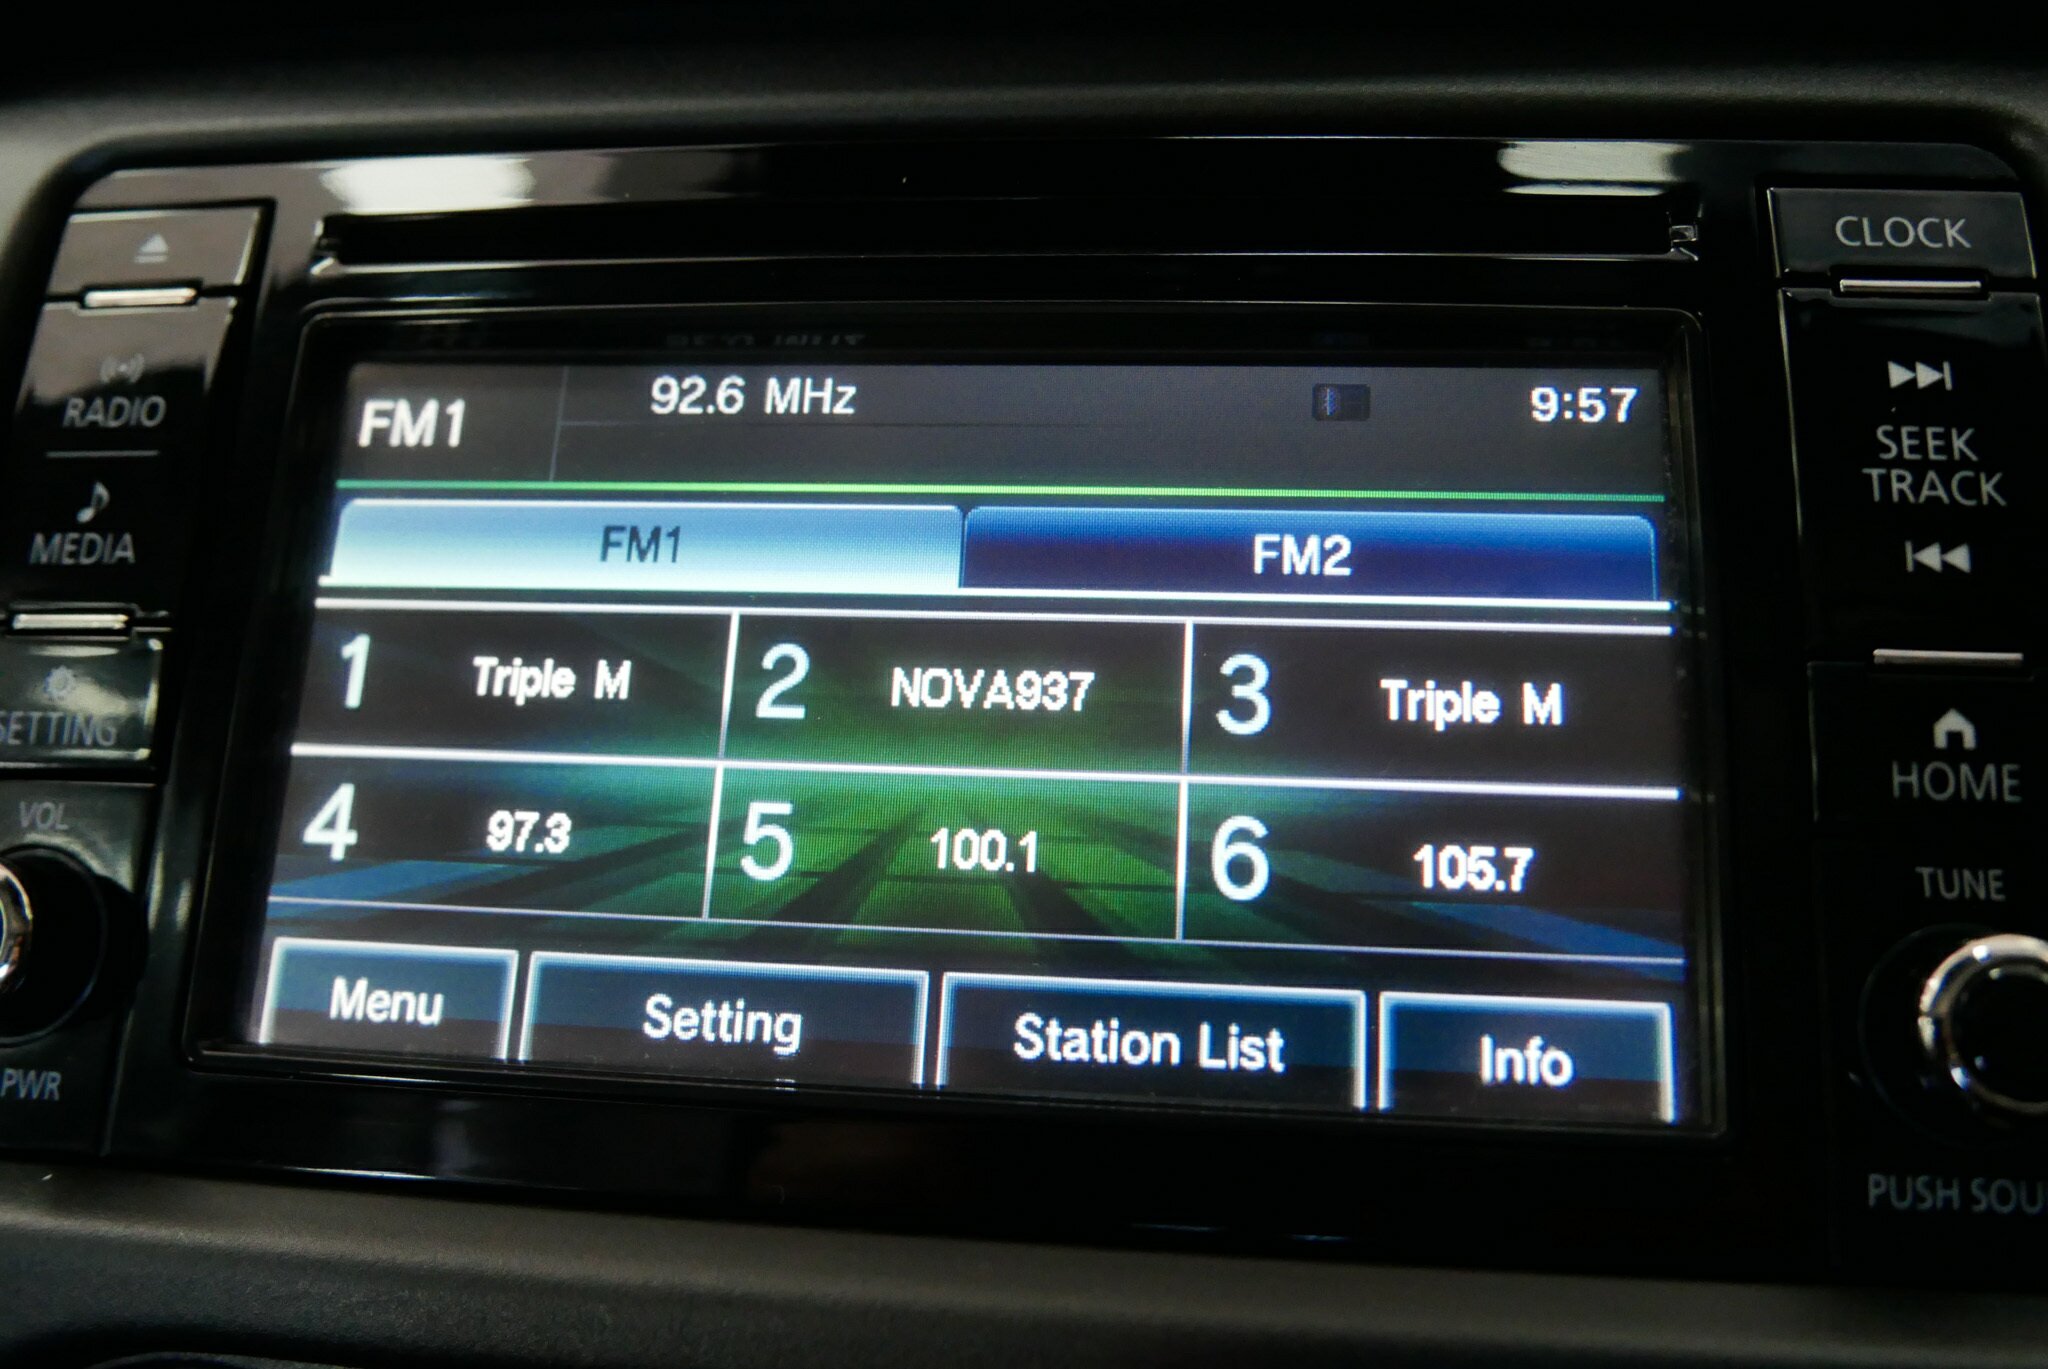 CLOCK
RADIO
MEDIA
SETTING
VOL
PWR
FM1 92.6 MHz 9:57
FM1 FM2
1 Triple M 2 NOVA937 3 Triple M
4 97.3 5 100.1 6 105.7
Menu Setting Station List Info
SEEK
TRACK
HOME
TUNE
PUSH SOU